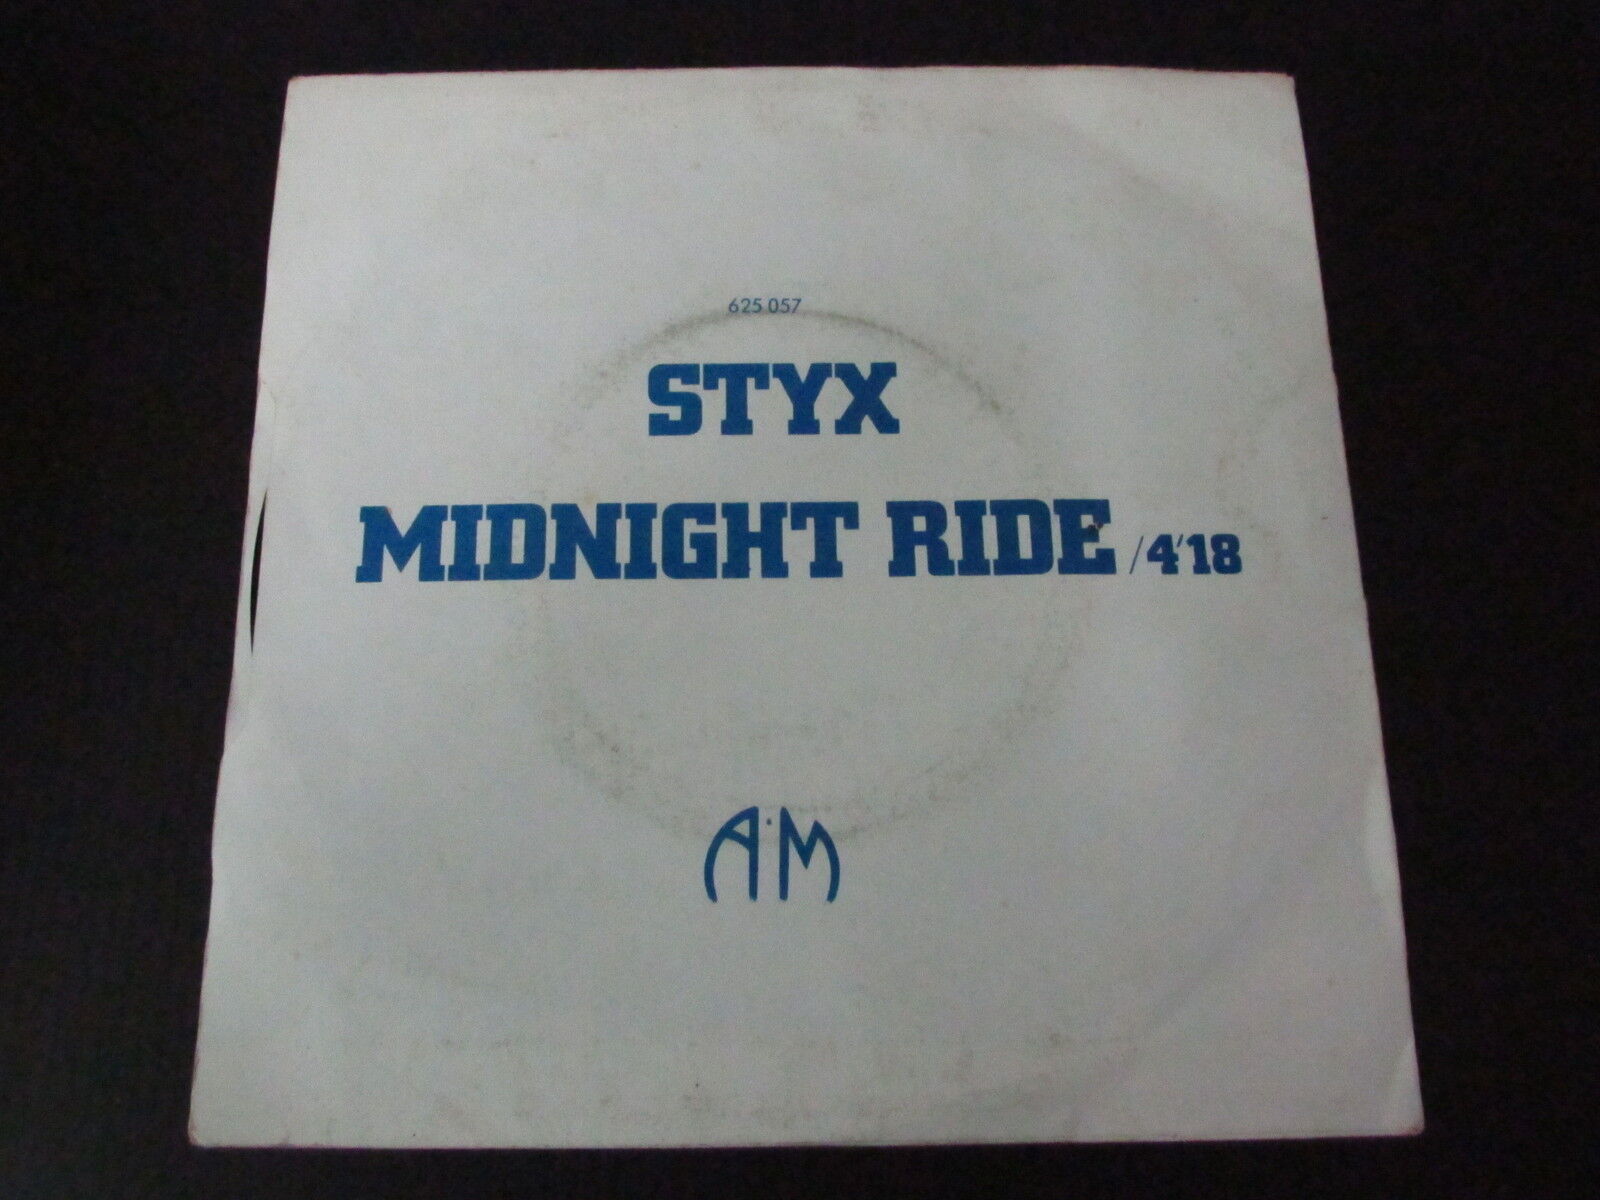 625 057
STYX
MIDNIGHT RIDE /4'18
A·M